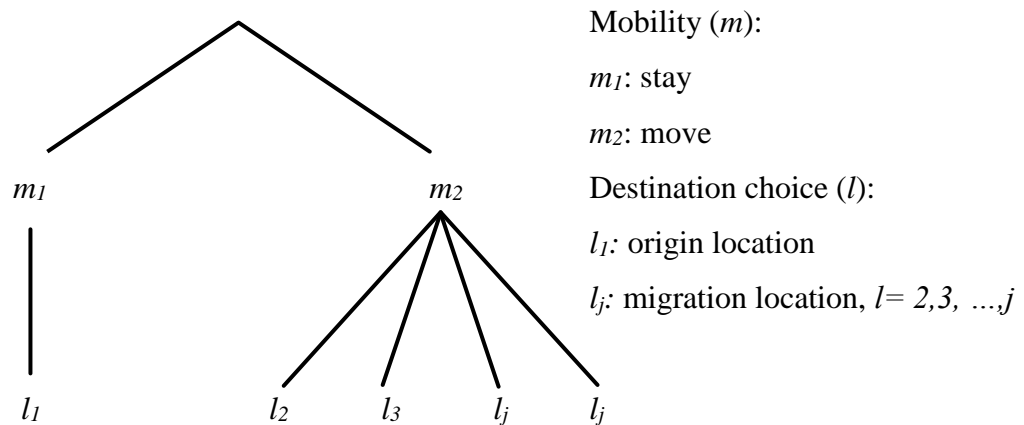 Mobility (m):
m1: stay
m2: move
m1 m2
Destination choice (l):
l1: origin location
lj: migration location, l= 2,3, ...,j
l1 l2 l3 lj lj